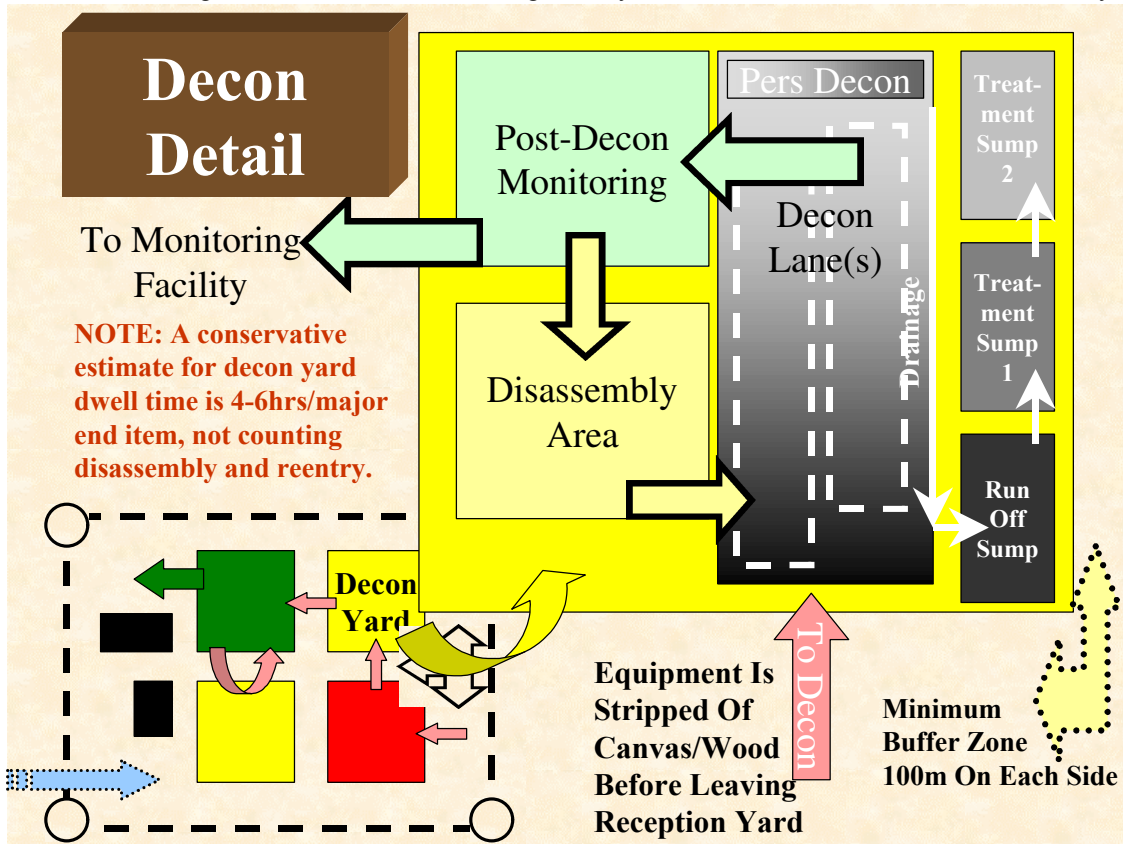 Decon
Detail
Post-Decon
Monitoring
Pers Decon
Decon
Lane(s)
Drainage
Treat-
ment
Sump
2
Treat-
ment
Sump
1
Run
Off
Sump
To Monitoring
Facility
NOTE: A conservative
estimate for decon yard
dwell time is 4-6hrs/major
end item, not counting
disassembly and reentry.
Disassembly
Area
Decon
Yard
To Decon
Equipment Is
Stripped Of
Canvas/Wood
Before Leaving
Reception Yard
Minimum
Buffer Zone
100m On Each Side